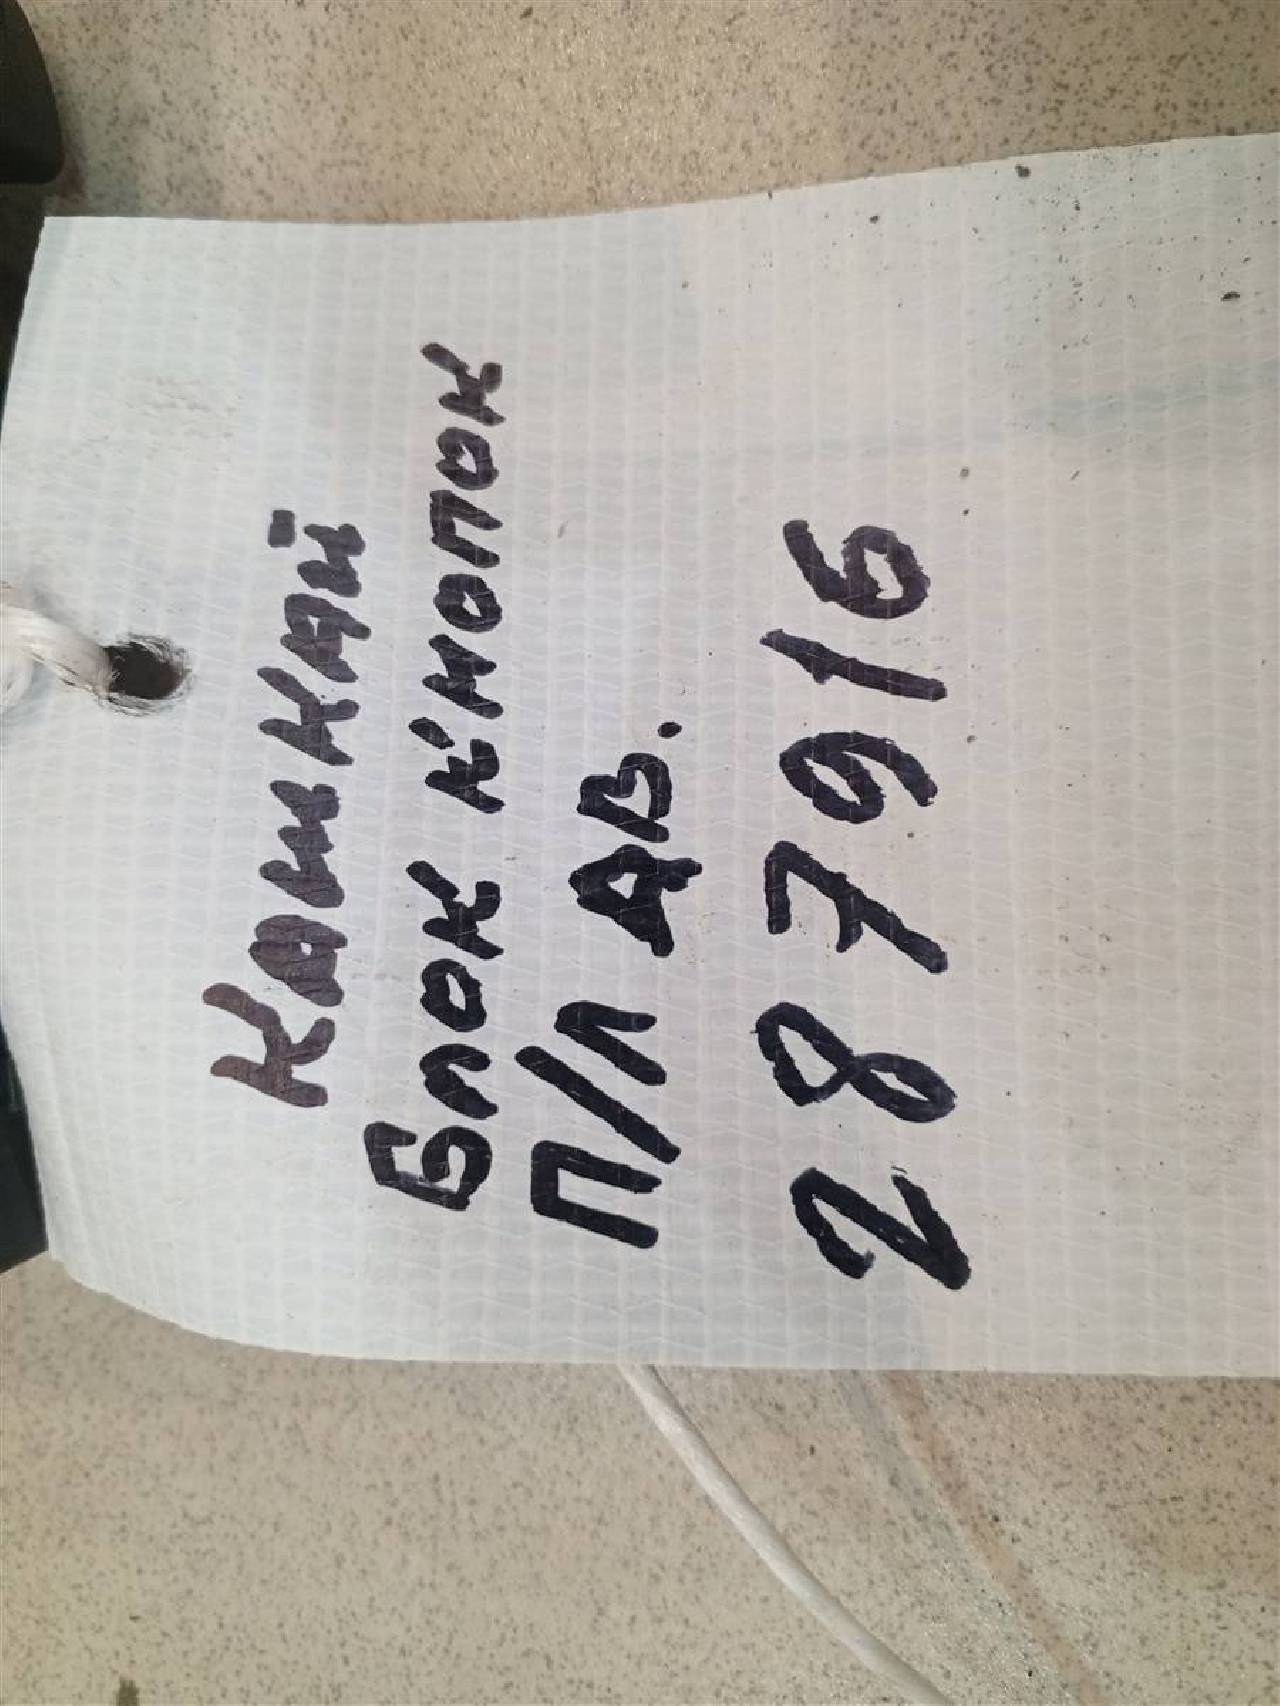 Кашкай
Блок кнопок
П/Л дв.
287916